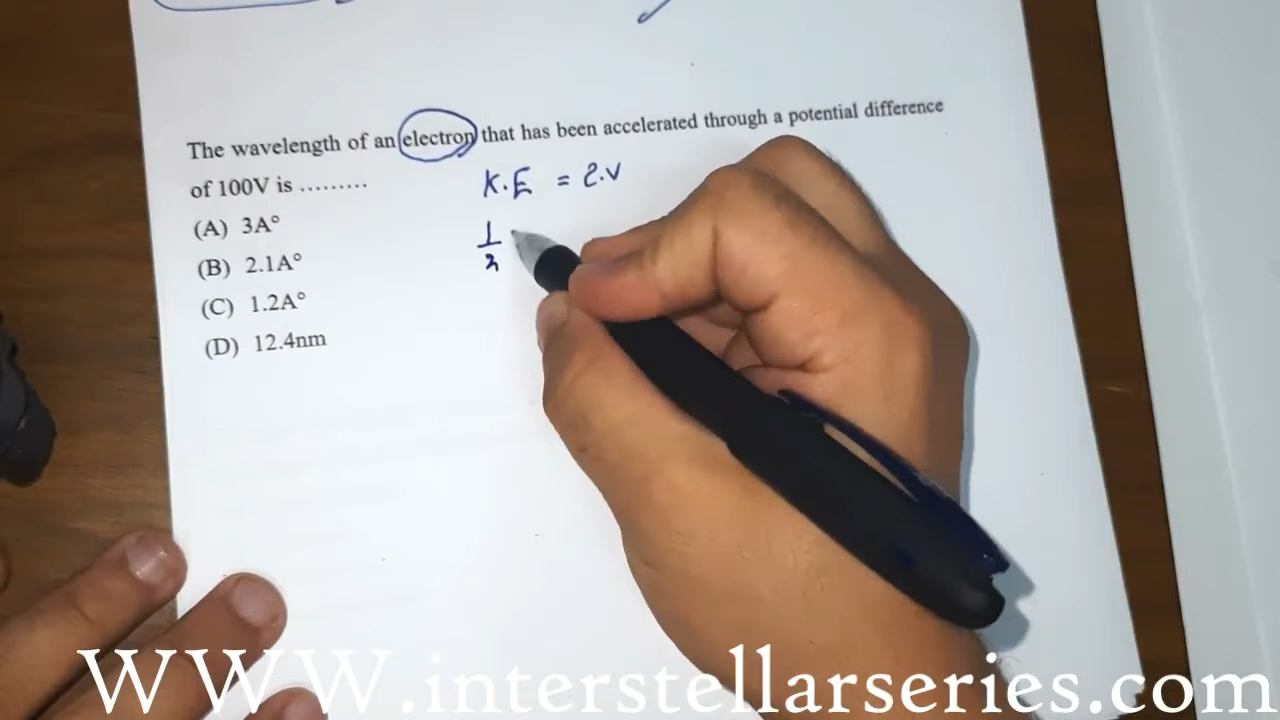 The wavelength of an electron that has been accelerated through a potential difference
of 100V is .........
K.E = e.v
(A) 3A°
1
2
(B) 2.1A°
(C) 1.2A°
(D) 12.4nm
WWW.interstellarseries.com